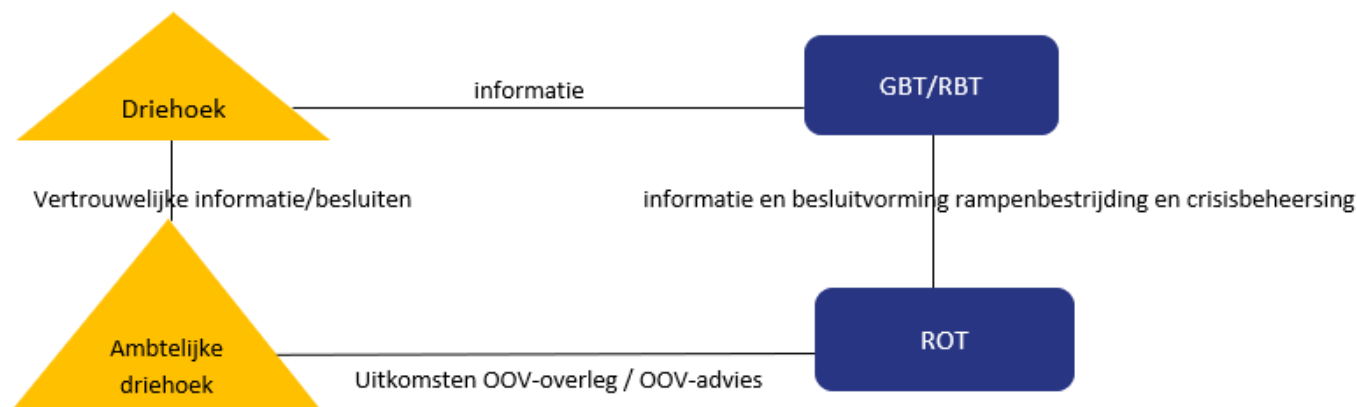 informatie
GBT/RBT
Driehoek
Vertrouwelijke informatie/besluiten
informatie en besluitvorming rampenbestrijding en crisisbeheersing
Ambtelijke
driehoek
ROT
Uitkomsten OOV-overleg / OOV-advies